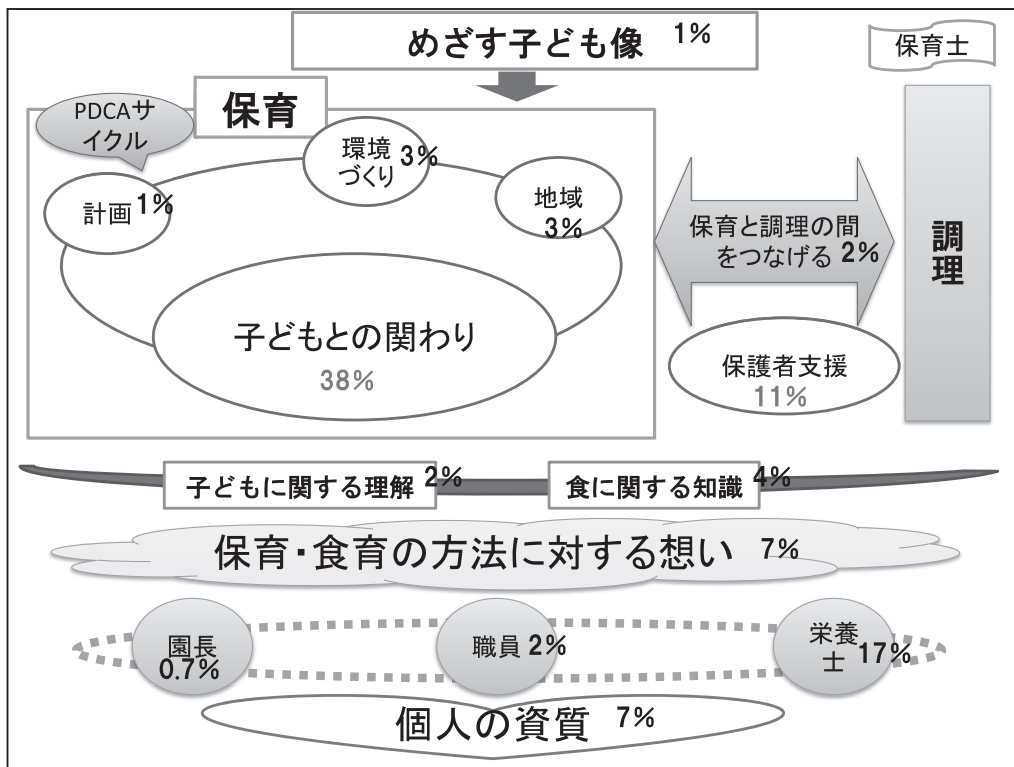 めざす子ども像 1%
保育士
PDCAサ
イクル
保育
環境
づくり 3%
計画 1%
地域
3%
保育と調理の間
をつなげる 2%
調理
子どもとの関わり
38%
保護者支援
11%
子どもに関する理解 2%
食に関する知識 4%
保育・食育の方法に対する想い 7%
園長
0.7%
職員 2%
栄養
士 17%
個人の資質 7%